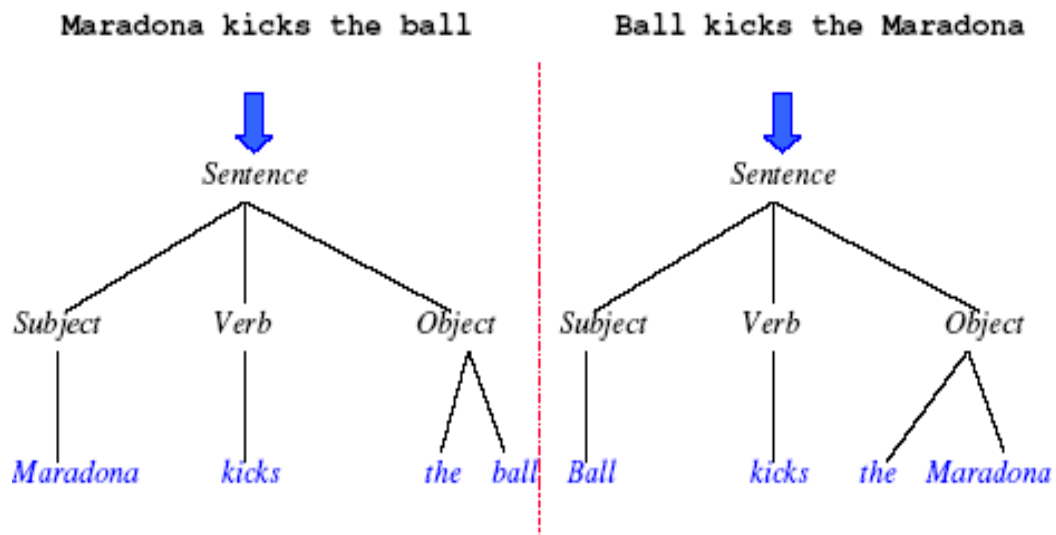 Maradona kicks the ball
Sentence
Subject Verb Object
Maradona kicks the ball
Ball kicks the Maradona
Sentence
Subject Verb Object
Ball kicks the Maradona